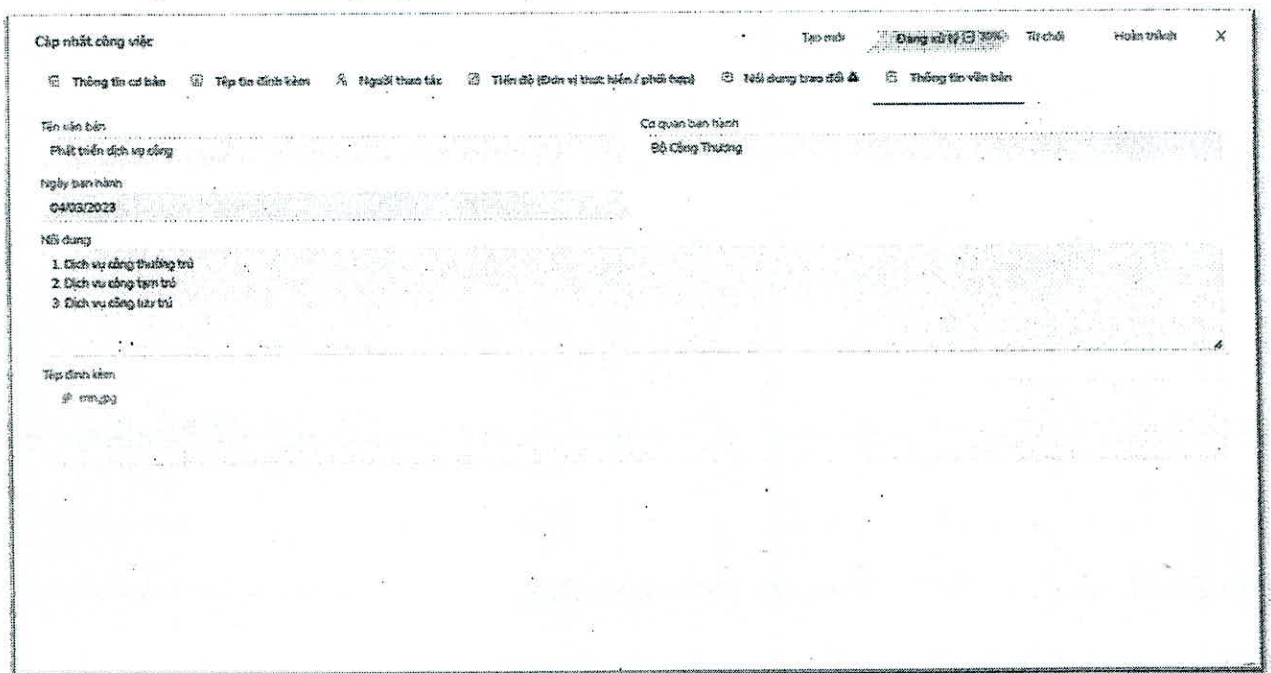 Cập nhật công việc
Tạo mới Đang xử lý 30% Từ chối Hoàn thành X
Thông tin cơ bản Tệp tin đính kèm Người thao tác Tiến độ (Đơn vị thực hiện / phối hợp) Nội dung trao đổi Thông tin văn bản
Tên văn bản Cơ quan ban hành
Phát triển dịch vụ công Bộ Công Thương
Ngày ban hành
04/03/2023
Nội dung
1. Dịch vụ công thường trú
2. Dịch vụ công tạm trú
3. Dịch vụ công lưu trú
Tệp đính kèm
mm.jpg